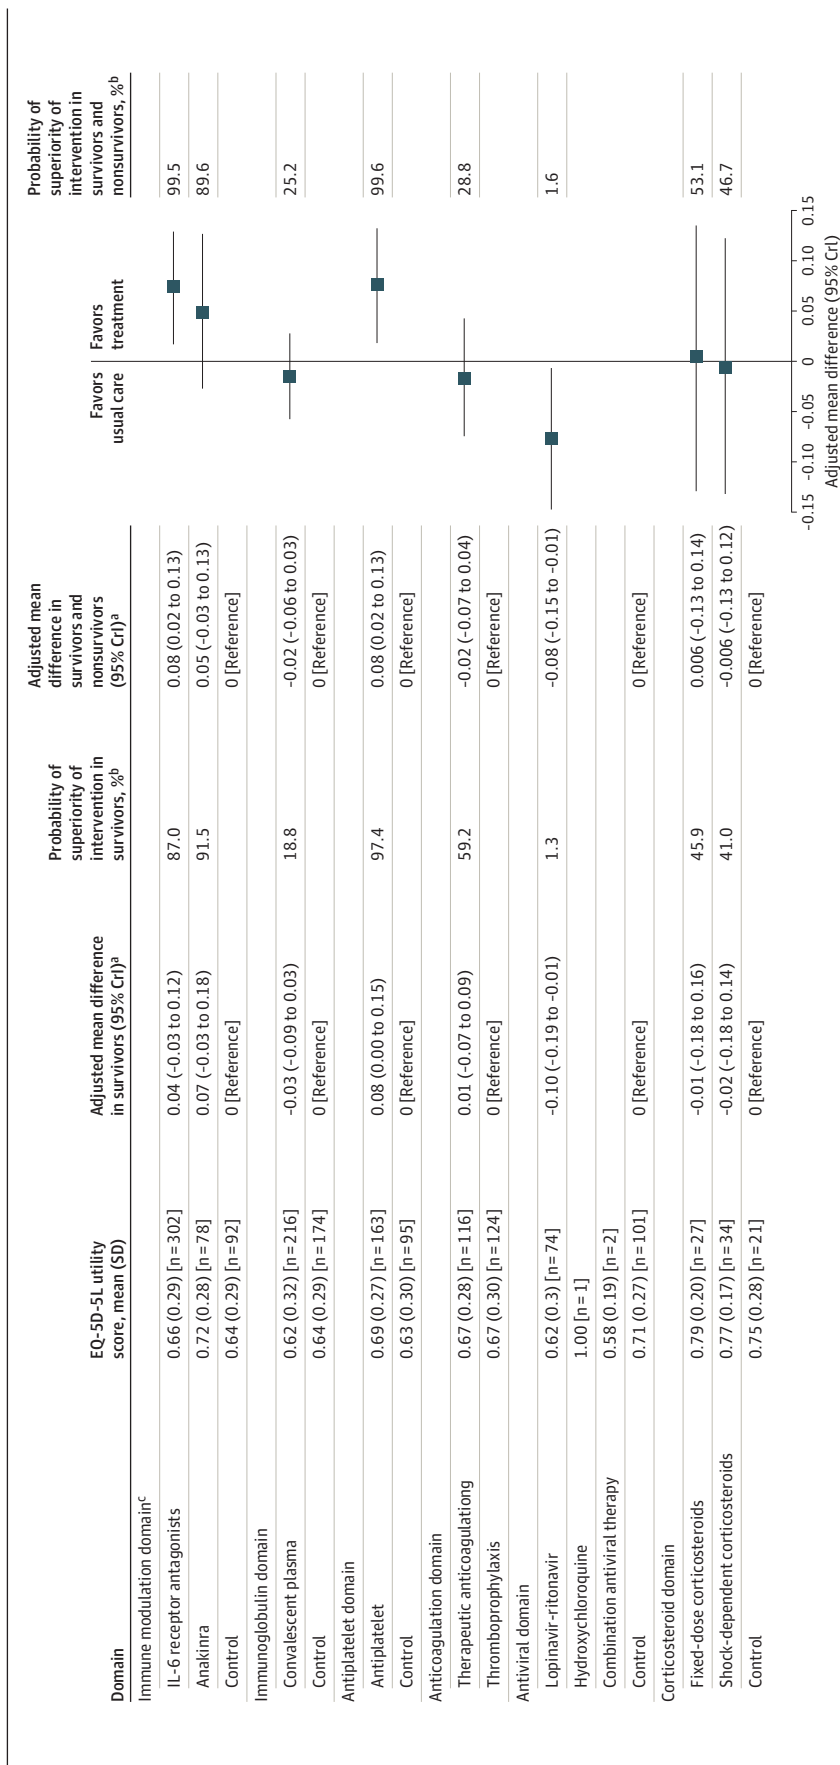 Domain
EQ-5D-5L utility
score, mean (SD)
Adjusted mean difference
in survivors (95% CrI)a
Probability of
superiority of
intervention in
survivors, %b
Adjusted mean
difference in
survivors and
nonsurvivors
(95% CrI)a
Favors
usual care
Favors
treatment
Probability of
superiority of
intervention in
survivors and
nonsurvivors, %b
Immune modulation domainc
IL-6 receptor antagonists 0.66 (0.29) [n = 302] 0.04 (-0.03 to 0.12) 87.0 0.08 (0.02 to 0.13) 99.5
Anakinra 0.72 (0.28) [n = 78] 0.07 (-0.03 to 0.18) 91.5 0.05 (-0.03 to 0.13) 89.6
Control 0.64 (0.29) [n = 92] 0 [Reference] 0 [Reference]
Immunoglobulin domain
Convalescent plasma 0.62 (0.32) [n = 216] -0.03 (-0.09 to 0.03) 18.8 -0.02 (-0.06 to 0.03) 25.2
Control 0.64 (0.29) [n = 174] 0 [Reference] 0 [Reference]
Antiplatelet domain
Antiplatelet 0.69 (0.27) [n = 163] 0.08 (0.00 to 0.15) 97.4 0.08 (0.02 to 0.13) 99.6
Control 0.63 (0.30) [n = 95] 0 [Reference] 0 [Reference]
Anticoagulation domain
Therapeutic anticoagulationg 0.67 (0.28) [n = 116] 0.01 (-0.07 to 0.09) 59.2 -0.02 (-0.07 to 0.04) 28.8
Thromboprophylaxis 0.67 (0.30) [n = 124] 0 [Reference] 0 [Reference]
Antiviral domain
Lopinavir-ritonavir 0.62 (0.3) [n = 74] -0.10 (-0.19 to -0.01) 1.3 -0.08 (-0.15 to -0.01) 1.6
Hydroxychloroquine 1.00 [n = 1]
Combination antiviral therapy 0.58 (0.19) [n = 2]
Control 0.71 (0.27) [n = 101] 0 [Reference] 0 [Reference]
Corticosteroid domain
Fixed-dose corticosteroids 0.79 (0.20) [n = 27] -0.01 (-0.18 to 0.16) 45.9 0.006 (-0.13 to 0.14) 53.1
Shock-dependent corticosteroids 0.77 (0.17) [n = 34] -0.02 (-0.18 to 0.14) 41.0 -0.006 (-0.13 to 0.12) 46.7
Control 0.75 (0.28) [n = 21] 0 [Reference] 0 [Reference]
-0.15 -0.10 -0.05 0 0.05 0.10 0.15
Adjusted mean difference (95% CrI)